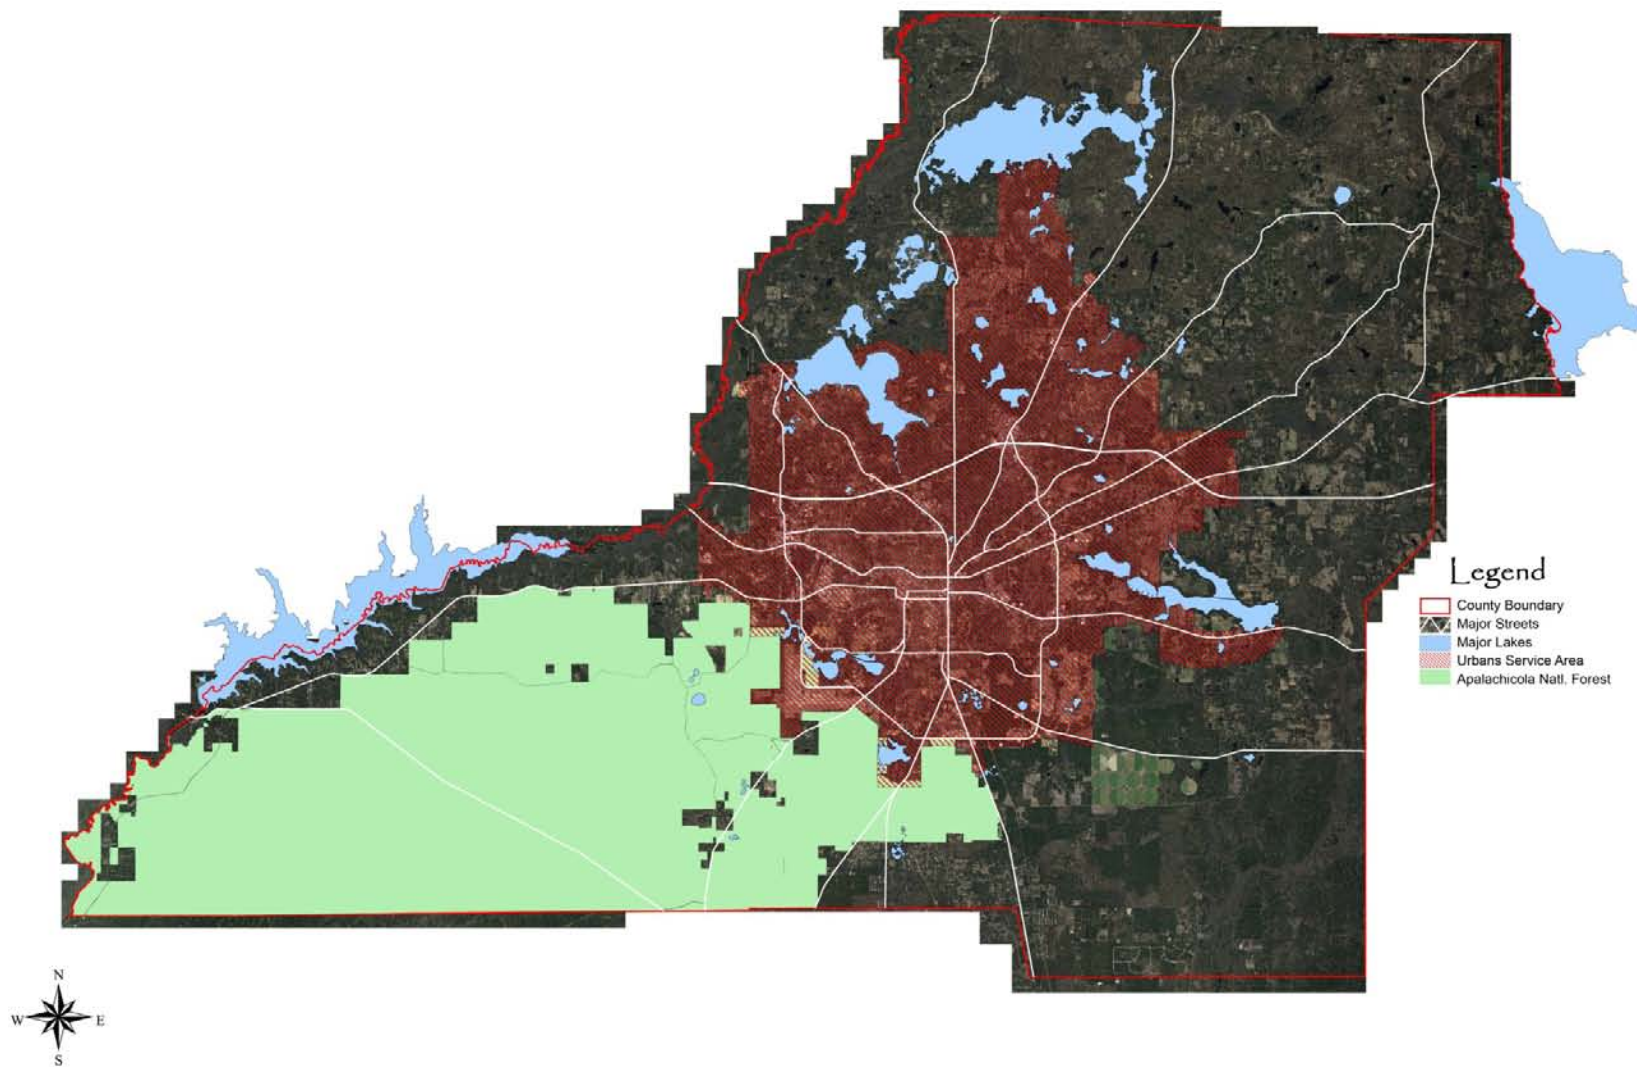 Legend
County Boundary
Major Streets
Major Lakes
Urbans Service Area
Apalachicola Natl. Forest
N
W E
S